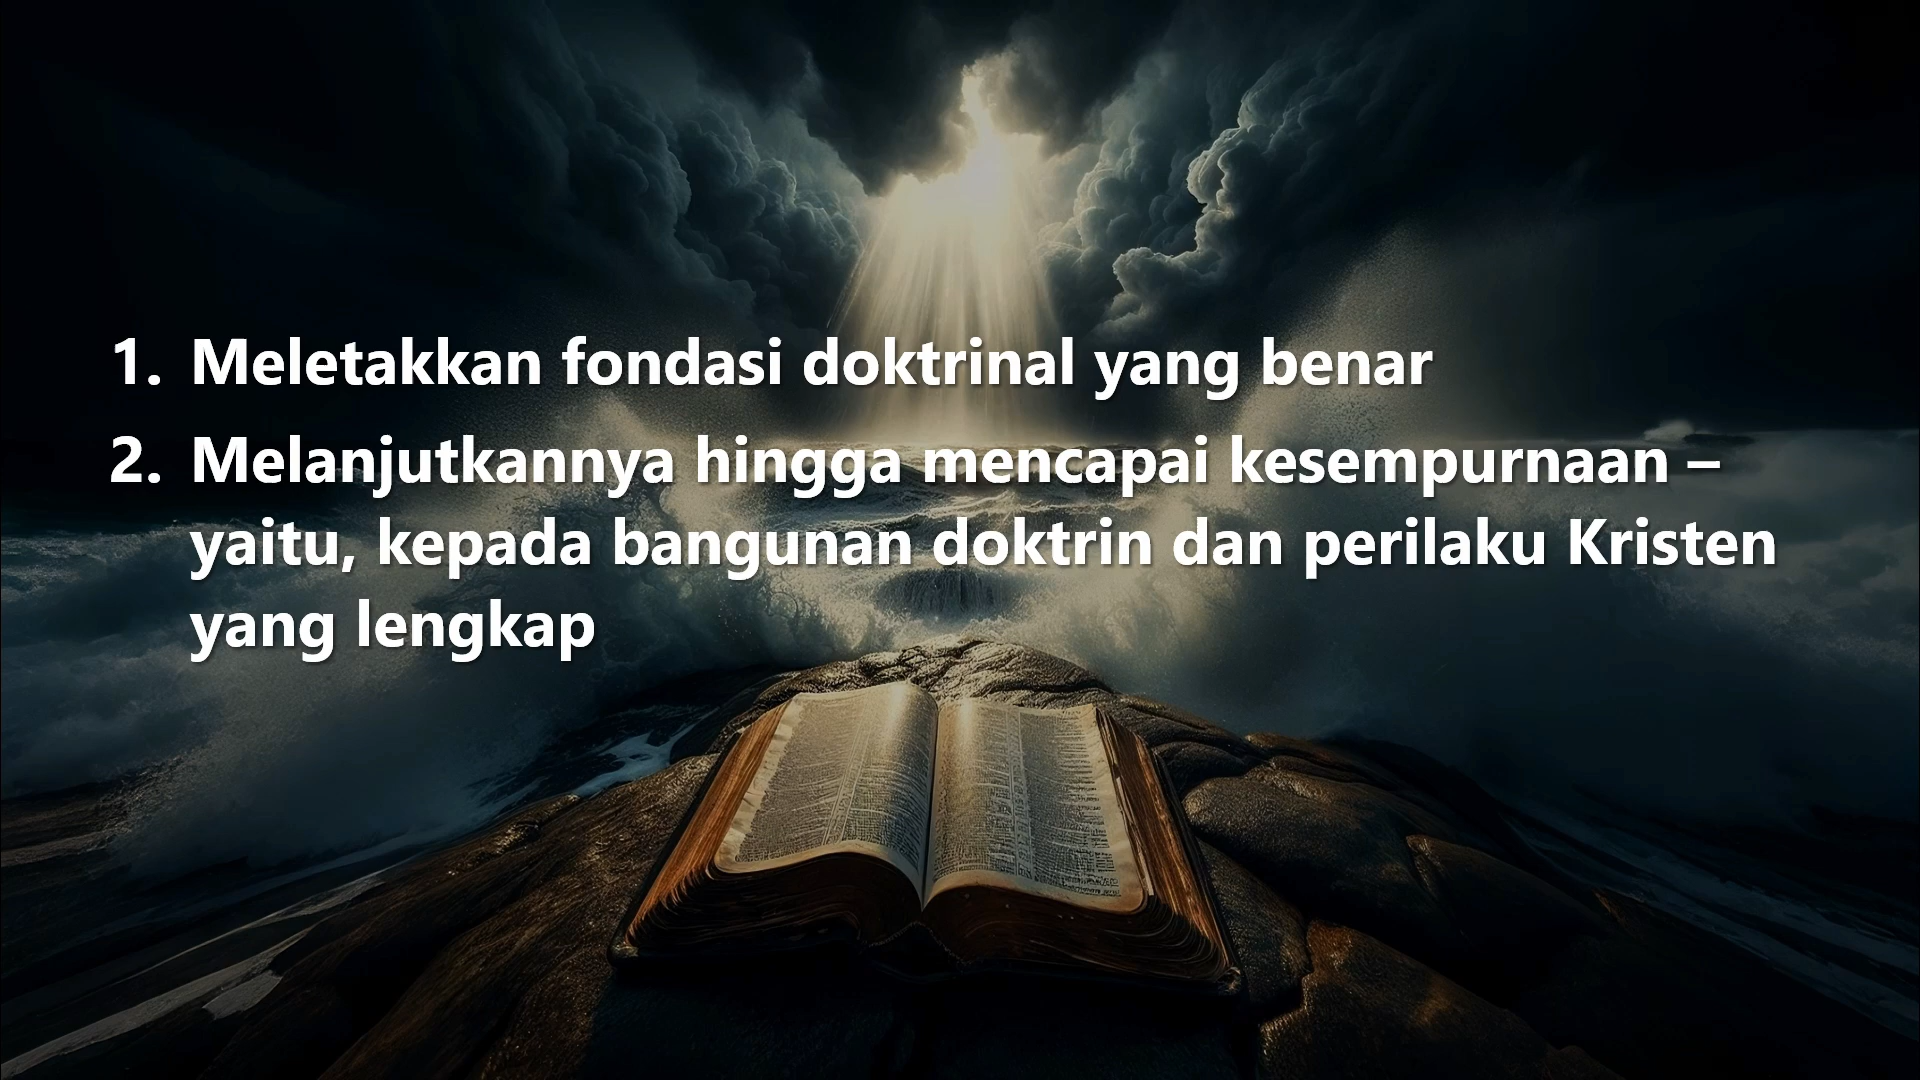 1. Meletakkan fondasi doktrinal yang benar
2. Melanjutkannya hingga mencapai kesempurnaan –
yaitu, kepada bangunan doktrin dan perilaku Kristen
yang lengkap